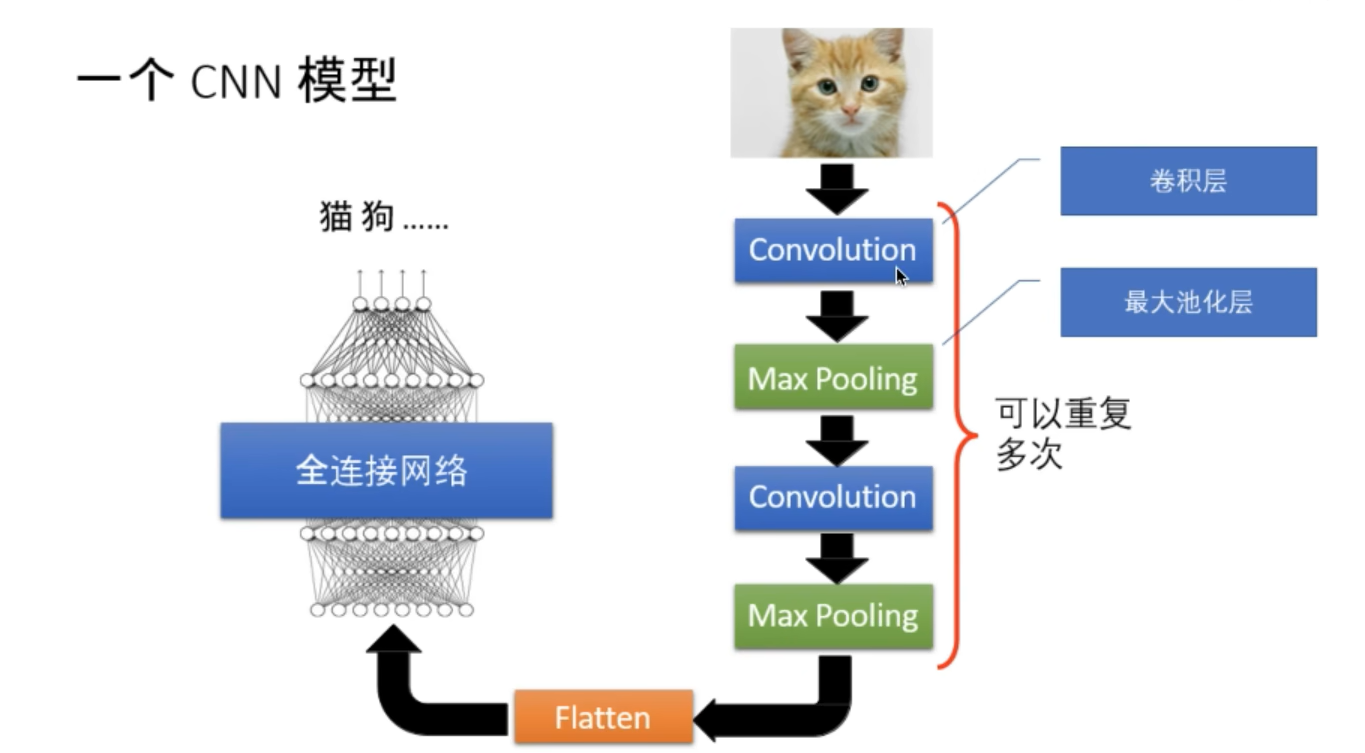 一个 CNN 模型
猫 狗 ......
全连接网络
Convolution
卷积层
Max Pooling
最大池化层
Convolution
Max Pooling
可以重复
多次
Flatten